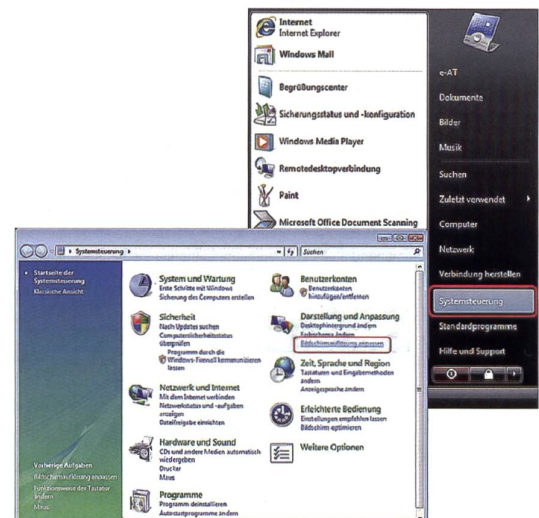 Internet
Internet Explorer
Windows Mail
Begrüßungscenter
Sicherungsstatus und -konfiguration
Windows Media Player
Remotedesktopverbindung
Paint
Microsoft Office Document Scanning
e-AT
Dokumente
Bilder
Musik
Suchen
Zuletzt verwendet
Computer
Netzwerk
Verbindung herstellen
Systemsteuerung
Standardprogramme
Hilfe und Support
Systemsteuerung
Suchen
Startseite der
Systemsteuerung
Klassische Ansicht
Vorherige Aufgaben
Bildschirmauflösung anpassen
Funktionsweise der Tastatur
ändern
Maus
System und Wartung
Erste Schritte mit Windows
Sicherung des Computers erstellen
Sicherheit
Nach Updates suchen
Computersicherheitsstatus
überprüfen
Programm durch die
Windows-Firewall kommunizieren
lassen
Netzwerk und Internet
Mit dem Internet verbinden
Netzwerkstatus und -aufgaben
anzeigen
Dateifreigabe einrichten
Hardware und Sound
CDs und andere Medien automatisch
wiedergeben
Drucker
Maus
Programme
Programm deinstallieren
Autostartprogramme ändern
Benutzerkonten
Benutzerkonten
hinzufügen/entfernen
Darstellung und Anpassung
Desktophintergrund ändern
Farbschema ändern
Bildschirmauflösung anpassen
Zeit, Sprache und Region
Tastaturen und Eingabemethoden
ändern
Anzeigesprache ändern
Erleichterte Bedienung
Einstellungen empfehlen lassen
Bildschirm optimieren
Weitere Optionen